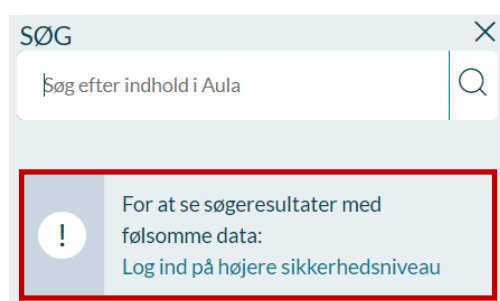 SØG
Søg efter indhold i Aula
!
For at se søgeresultater med
følsomme data:
Log ind på højere sikkerhedsniveau